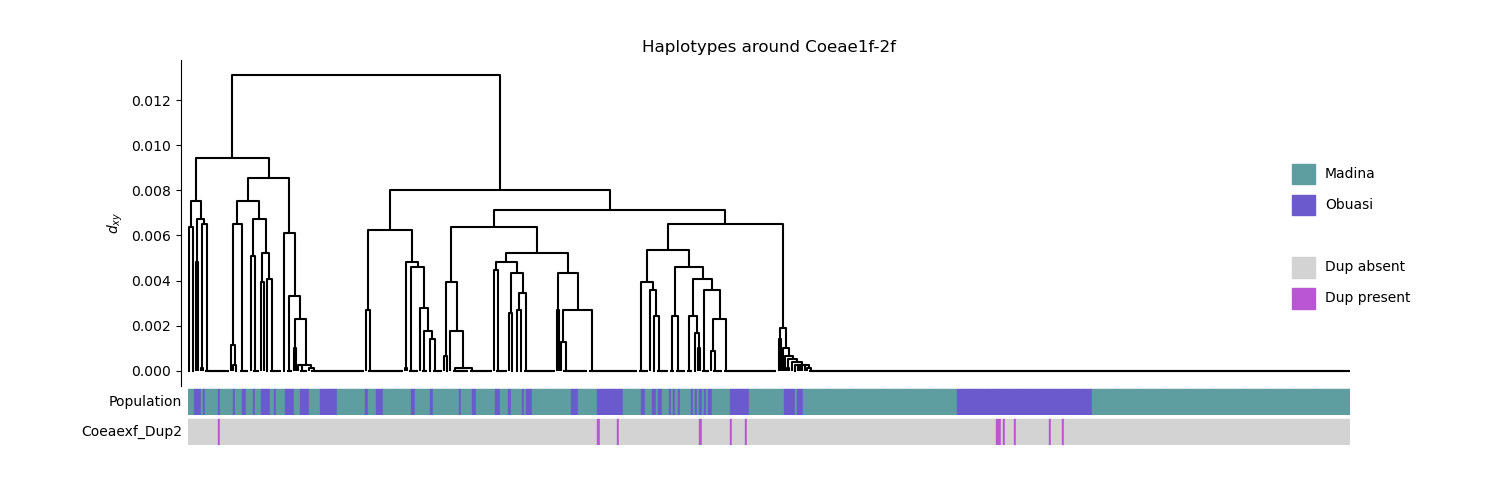 Haplotypes around Coeae1f-2f
0.012
0.010
0.008
0.006
0.004
0.002
0.000
dxy
Madina
Obuasi
Dup absent
Dup present
Population
Coeaexf_Dup2